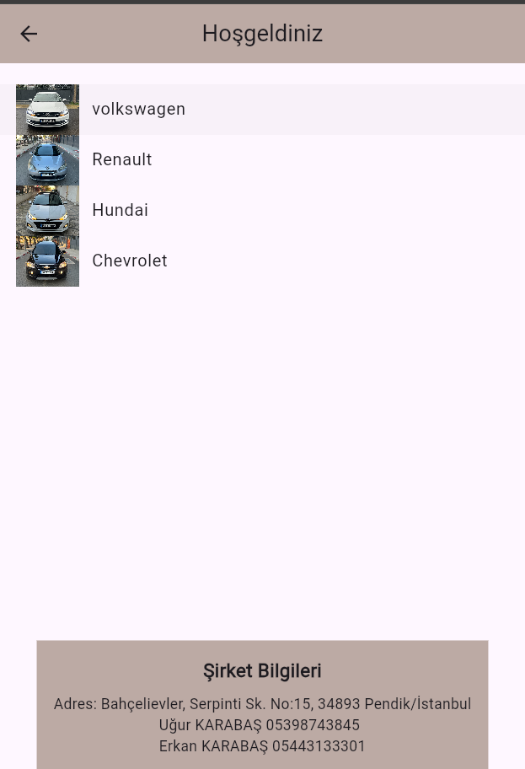 Hoşgeldiniz
volkswagen
Renault
Hundai
Chevrolet
Şirket Bilgileri
Adres: Bahçelievler, Serpinti Sk. No:15, 34893 Pendik/İstanbul
Uğur KARABAŞ 05398743845
Erkan KARABAŞ 05443133301